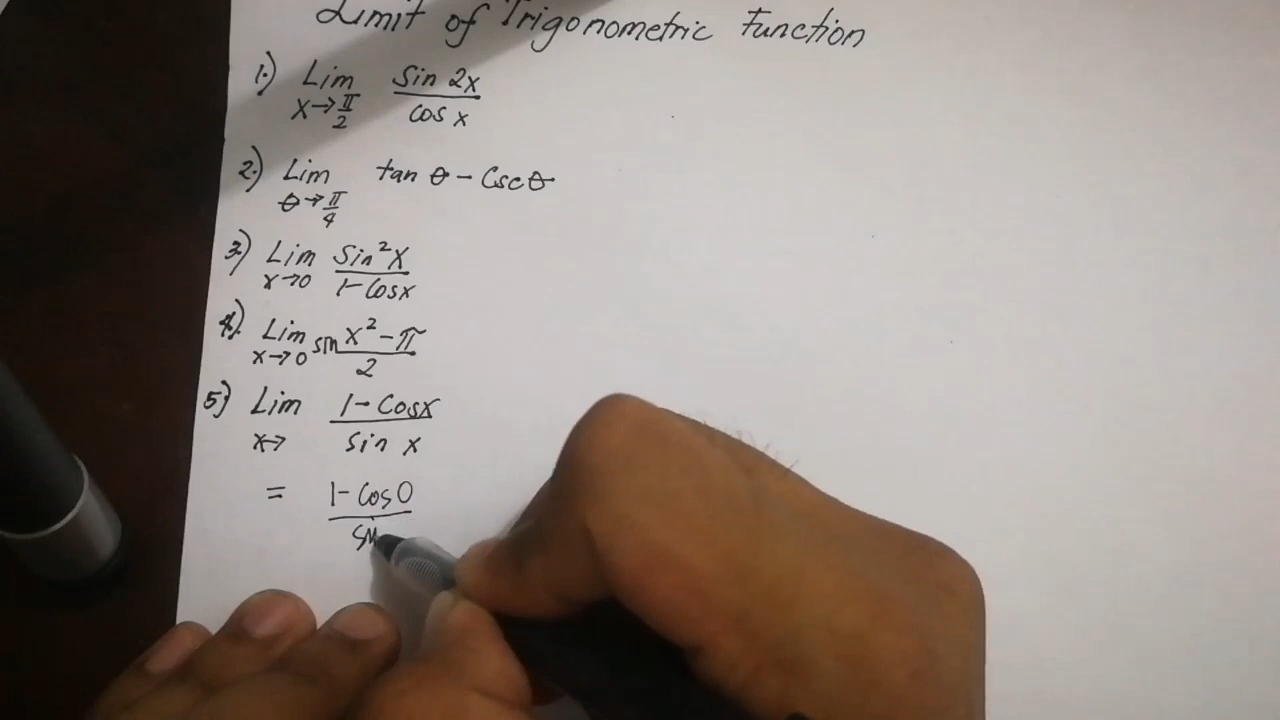 Limit of Trigonometric Function
1.) Lim sin 2x
x→π/2 cos x
2.) Lim tan θ - Csc θ
θ→π/4
3.) Lim Sin²x
x→0 1-Cosx
4.) Lim sin x²-π
x→0 2
5.) Lim 1-Cosx
x→ sin x
= 1-Cos0